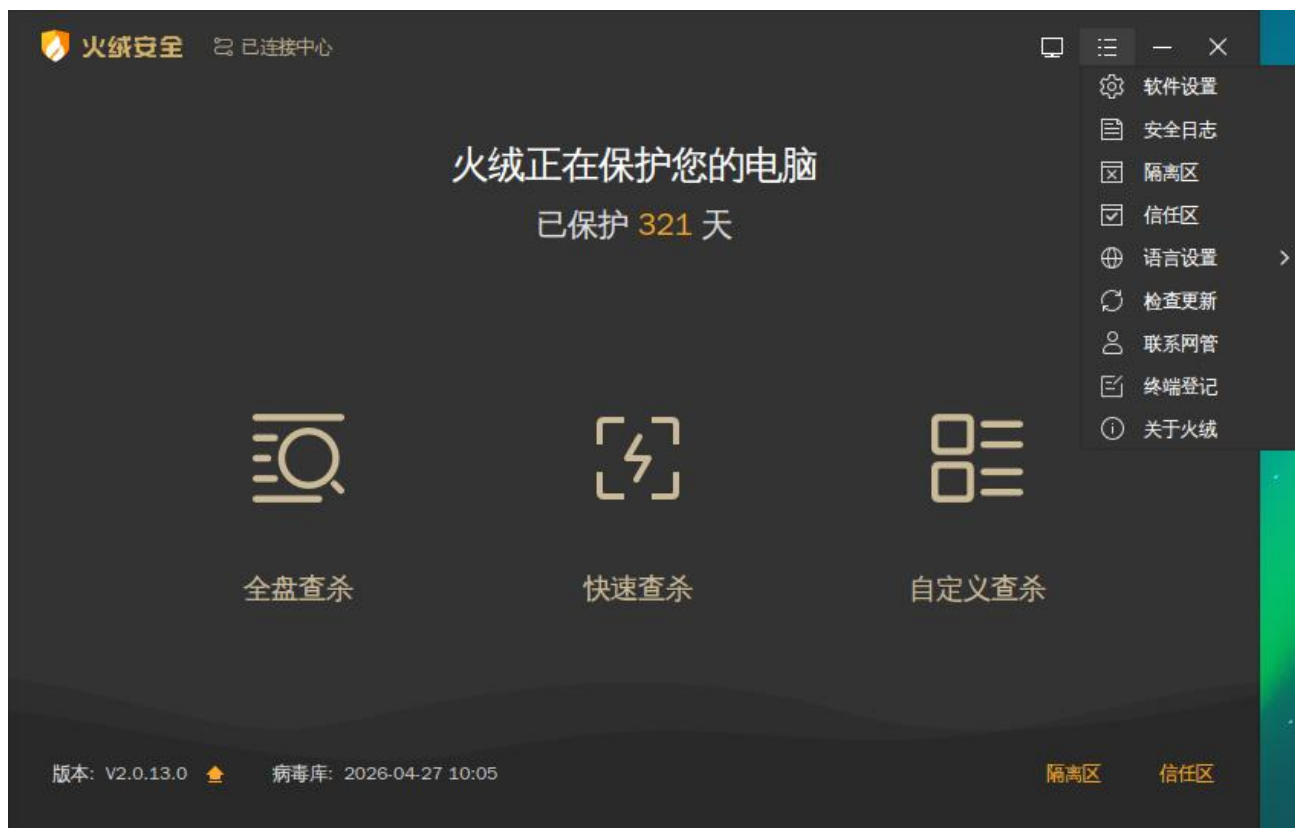 火绒安全 已连接中心
软件设置
安全日志
隔离区
信任区
语言设置
检查更新
联系网管
终端登记
关于火绒
火绒正在保护您的电脑
已保护 321 天
全盘查杀
快速查杀
自定义查杀
版本: V2.0.13.0 病毒库: 2026-04-27 10:05
隔离区 信任区